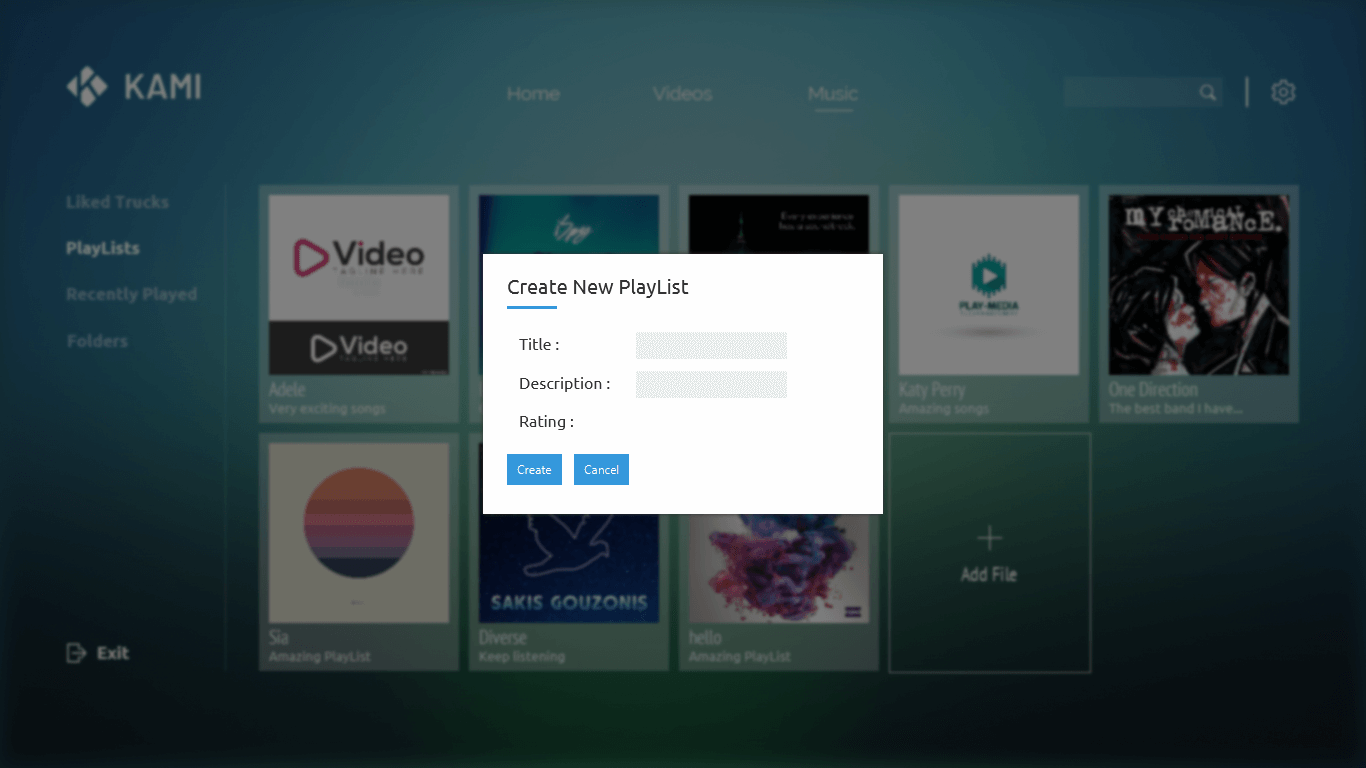 KAMI
Home
Videos
Music
Liked Trucks
PlayLists
Recently Played
Folders
Exit
Video
TAGLINE HERE
Video
TAGLINE HERE
Adele
Very exciting songs
PLAY-MEDIA
Katy Perry
Amazing songs
MY CHEMICAL ROMANCE.
One Direction
The best band I have...
Create New PlayList
Title :
Description :
Rating :
Create
Cancel
Sia
Amazing PlayList
SAKIS GOUZONIS
Diverse
Keep listening
hello
Amazing PlayList
Add File